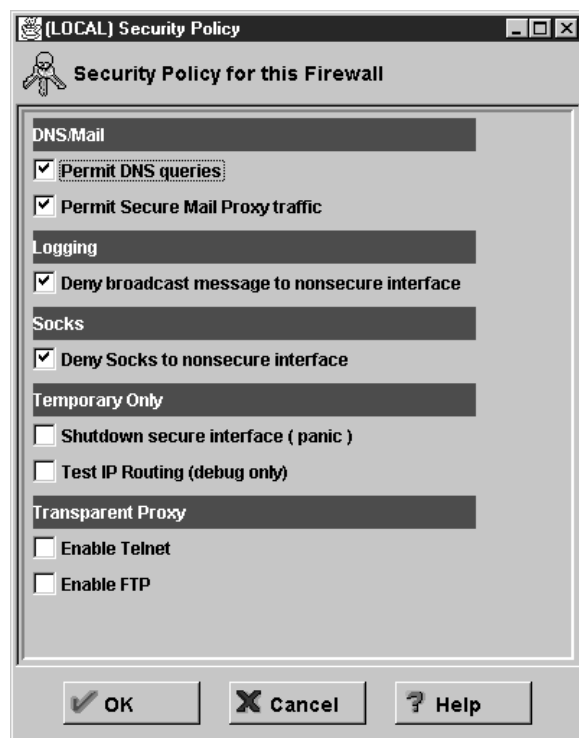 (LOCAL) Security Policy
Security Policy for this Firewall
DNS/Mail
Permit DNS queries
Permit Secure Mail Proxy traffic
Logging
Deny broadcast message to nonsecure interface
Socks
Deny Socks to nonsecure interface
Temporary Only
Shutdown secure interface ( panic )
Test IP Routing (debug only)
Transparent Proxy
Enable Telnet
Enable FTP
OK
Cancel
? Help